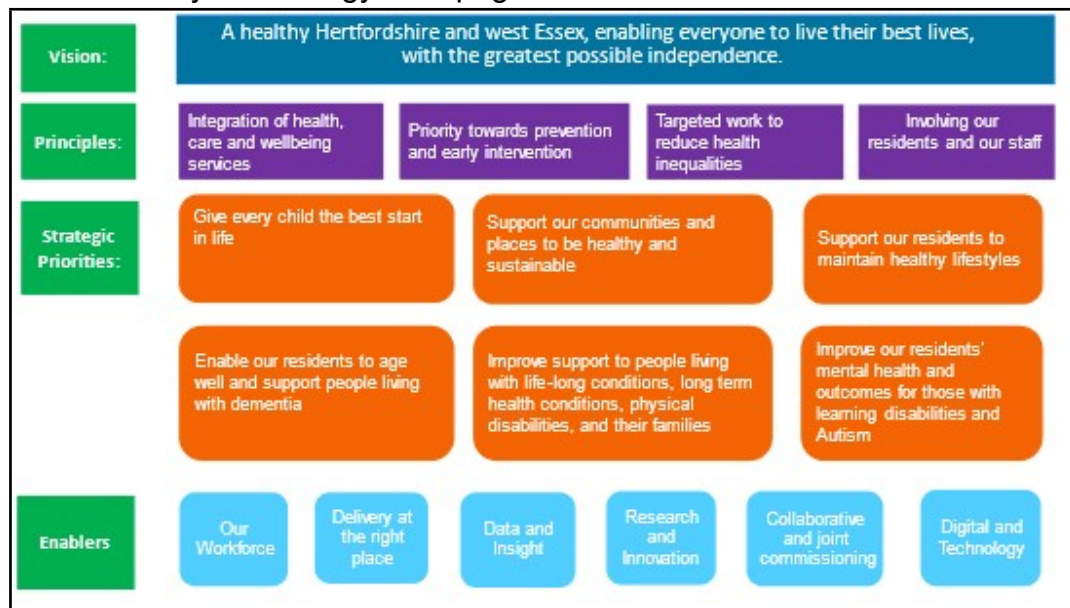 Vision:
A healthy Hertfordshire and west Essex, enabling everyone to live their best lives,
with the greatest possible independence.
Principles:
Integration of health,
care and wellbeing
services
Priority towards prevention
and early intervention
Targeted work to
reduce health
inequalities
Involving our
residents and our staff
Strategic
Priorities:
Give every child the best start
in life
Support our communities and
places to be healthy and
sustainable
Support our residents to
maintain healthy lifestyles
Enable our residents to age
well and support people living
with dementia
Improve support to people living
with life-long conditions, long term
health conditions, physical
disabilities, and their families
Improve our residents'
mental health and
outcomes for those with
learning disabilities and
Autism
Enablers
Our
Workforce
Delivery at
the right
place
Data and
Insight
Research
and
Innovation
Collaborative
and joint
commissioning
Digital and
Technology